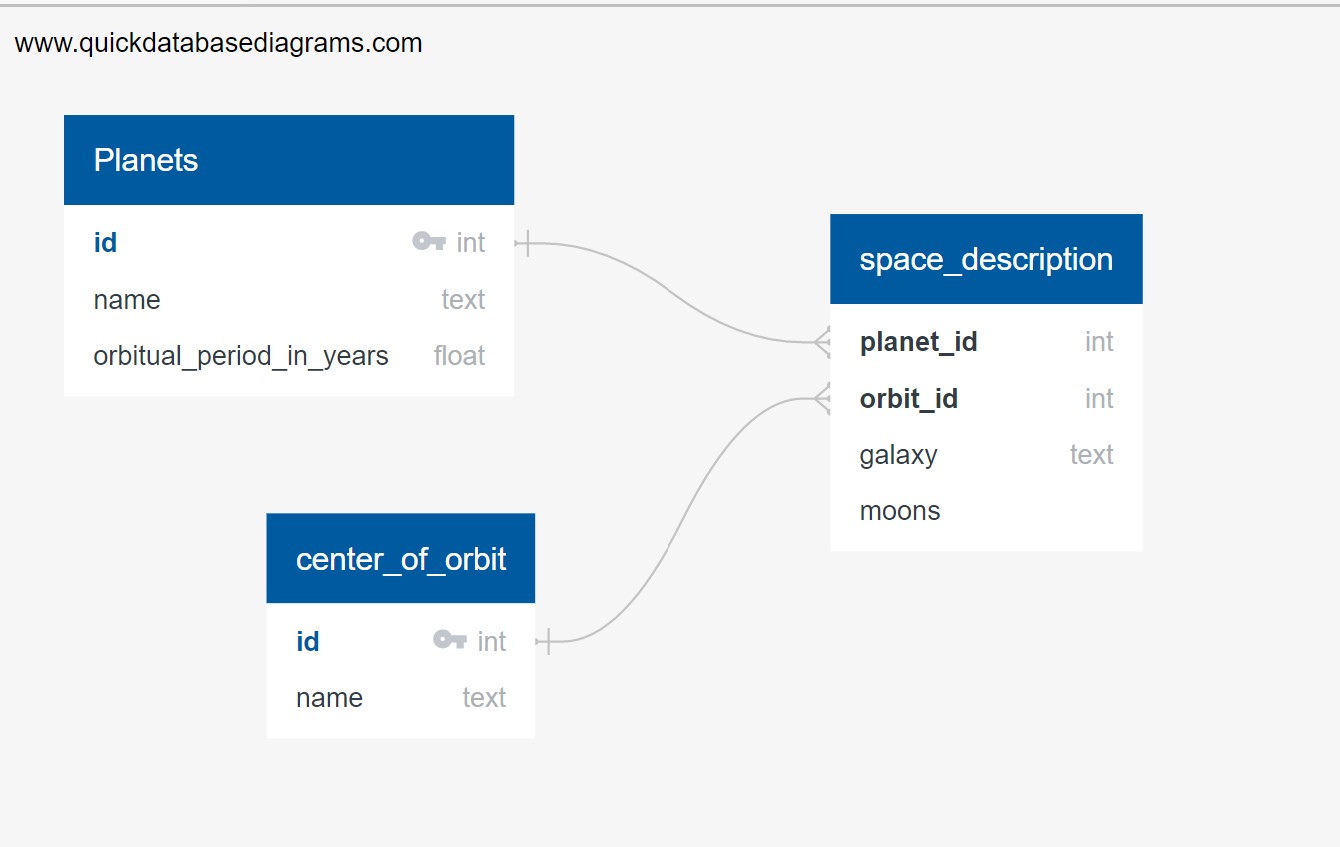 www.quickdatabasediagrams.com
Planets
id int
name text
orbitual_period_in_years float
space_description
planet_id int
orbit_id int
galaxy text
moons
center_of_orbit
id int
name text